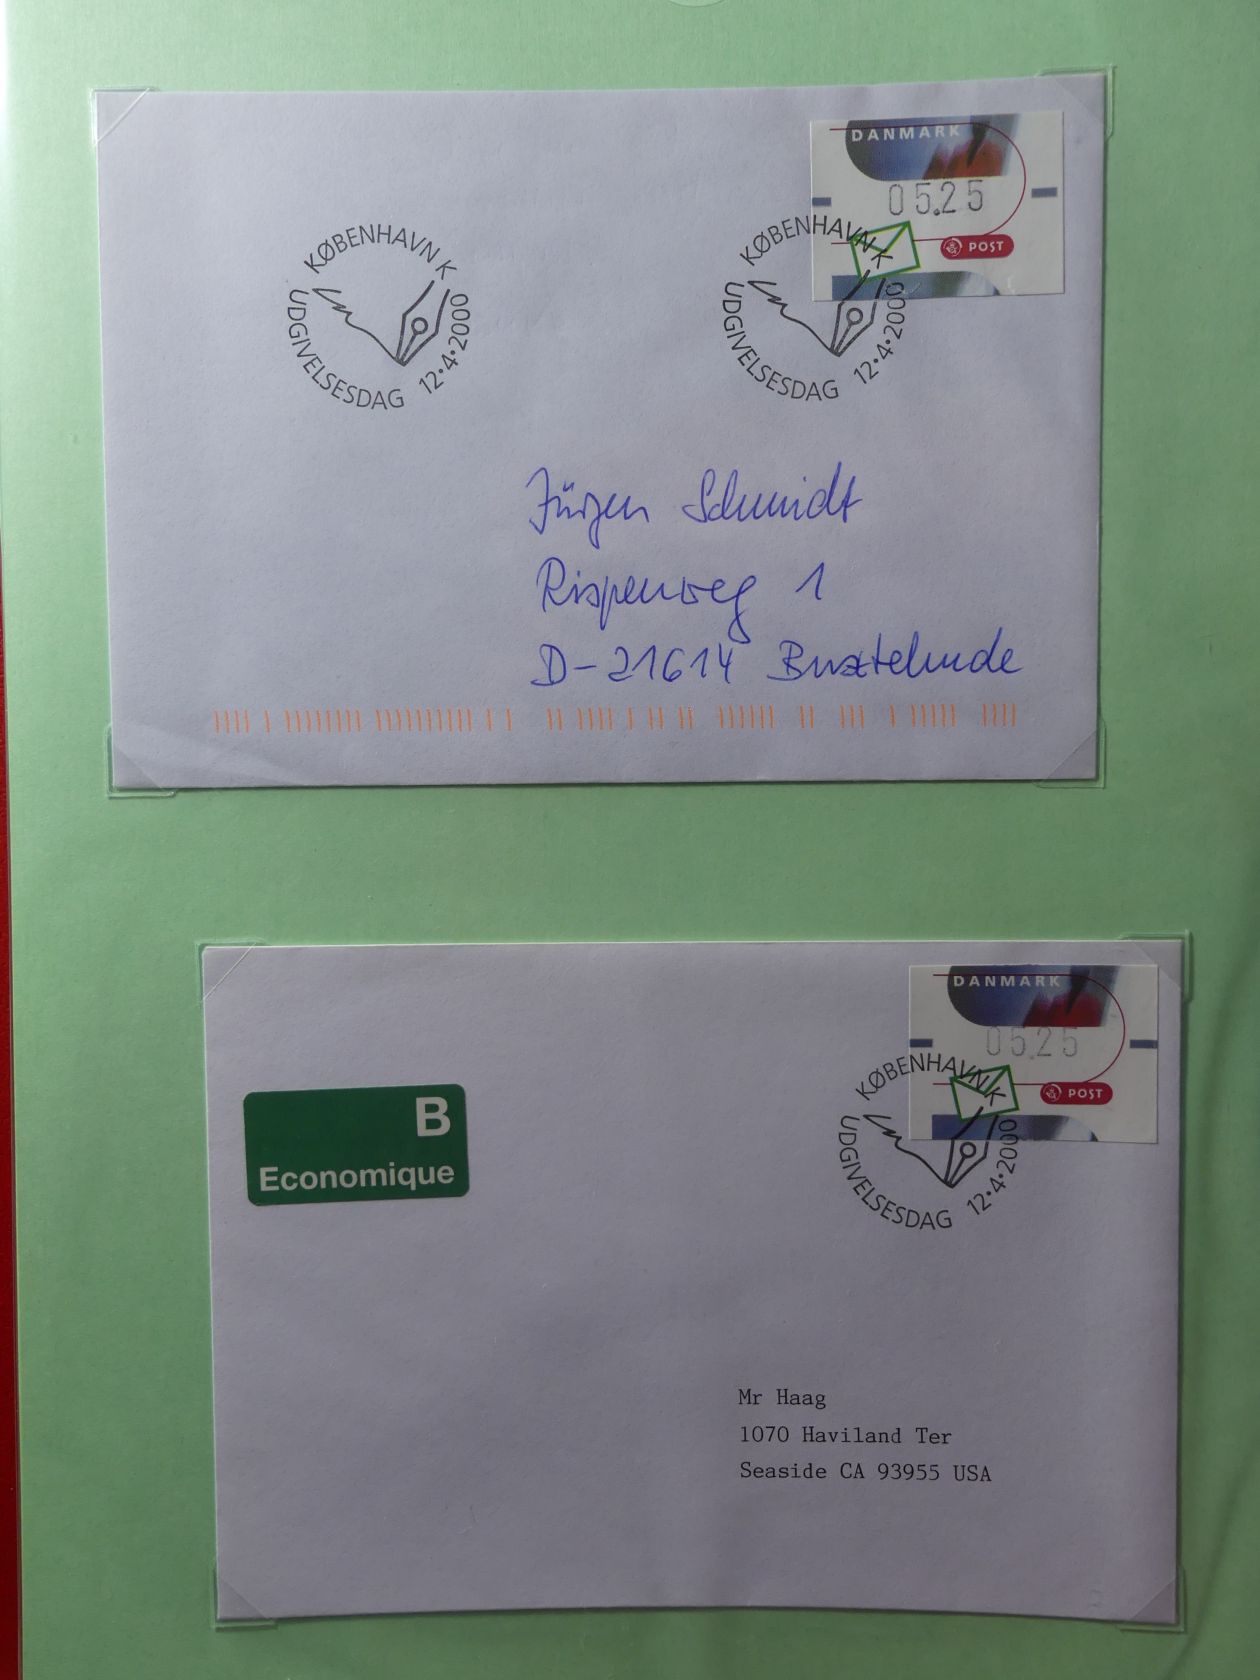 DANMARK
05.25
POST
KØBENHAVN K
UDGIVELSESDAG 12•4•2000
KØBENHAVN K
UDGIVELSESDAG 12•4•2000
Jürgen Schmidt
Rispenweg 1
D-21614 Buxtehude
DANMARK
05.25
POST
KØBENHAVN K
UDGIVELSESDAG 12•4•2000
B
Economique
Mr Haag
1070 Haviland Ter
Seaside CA 93955 USA